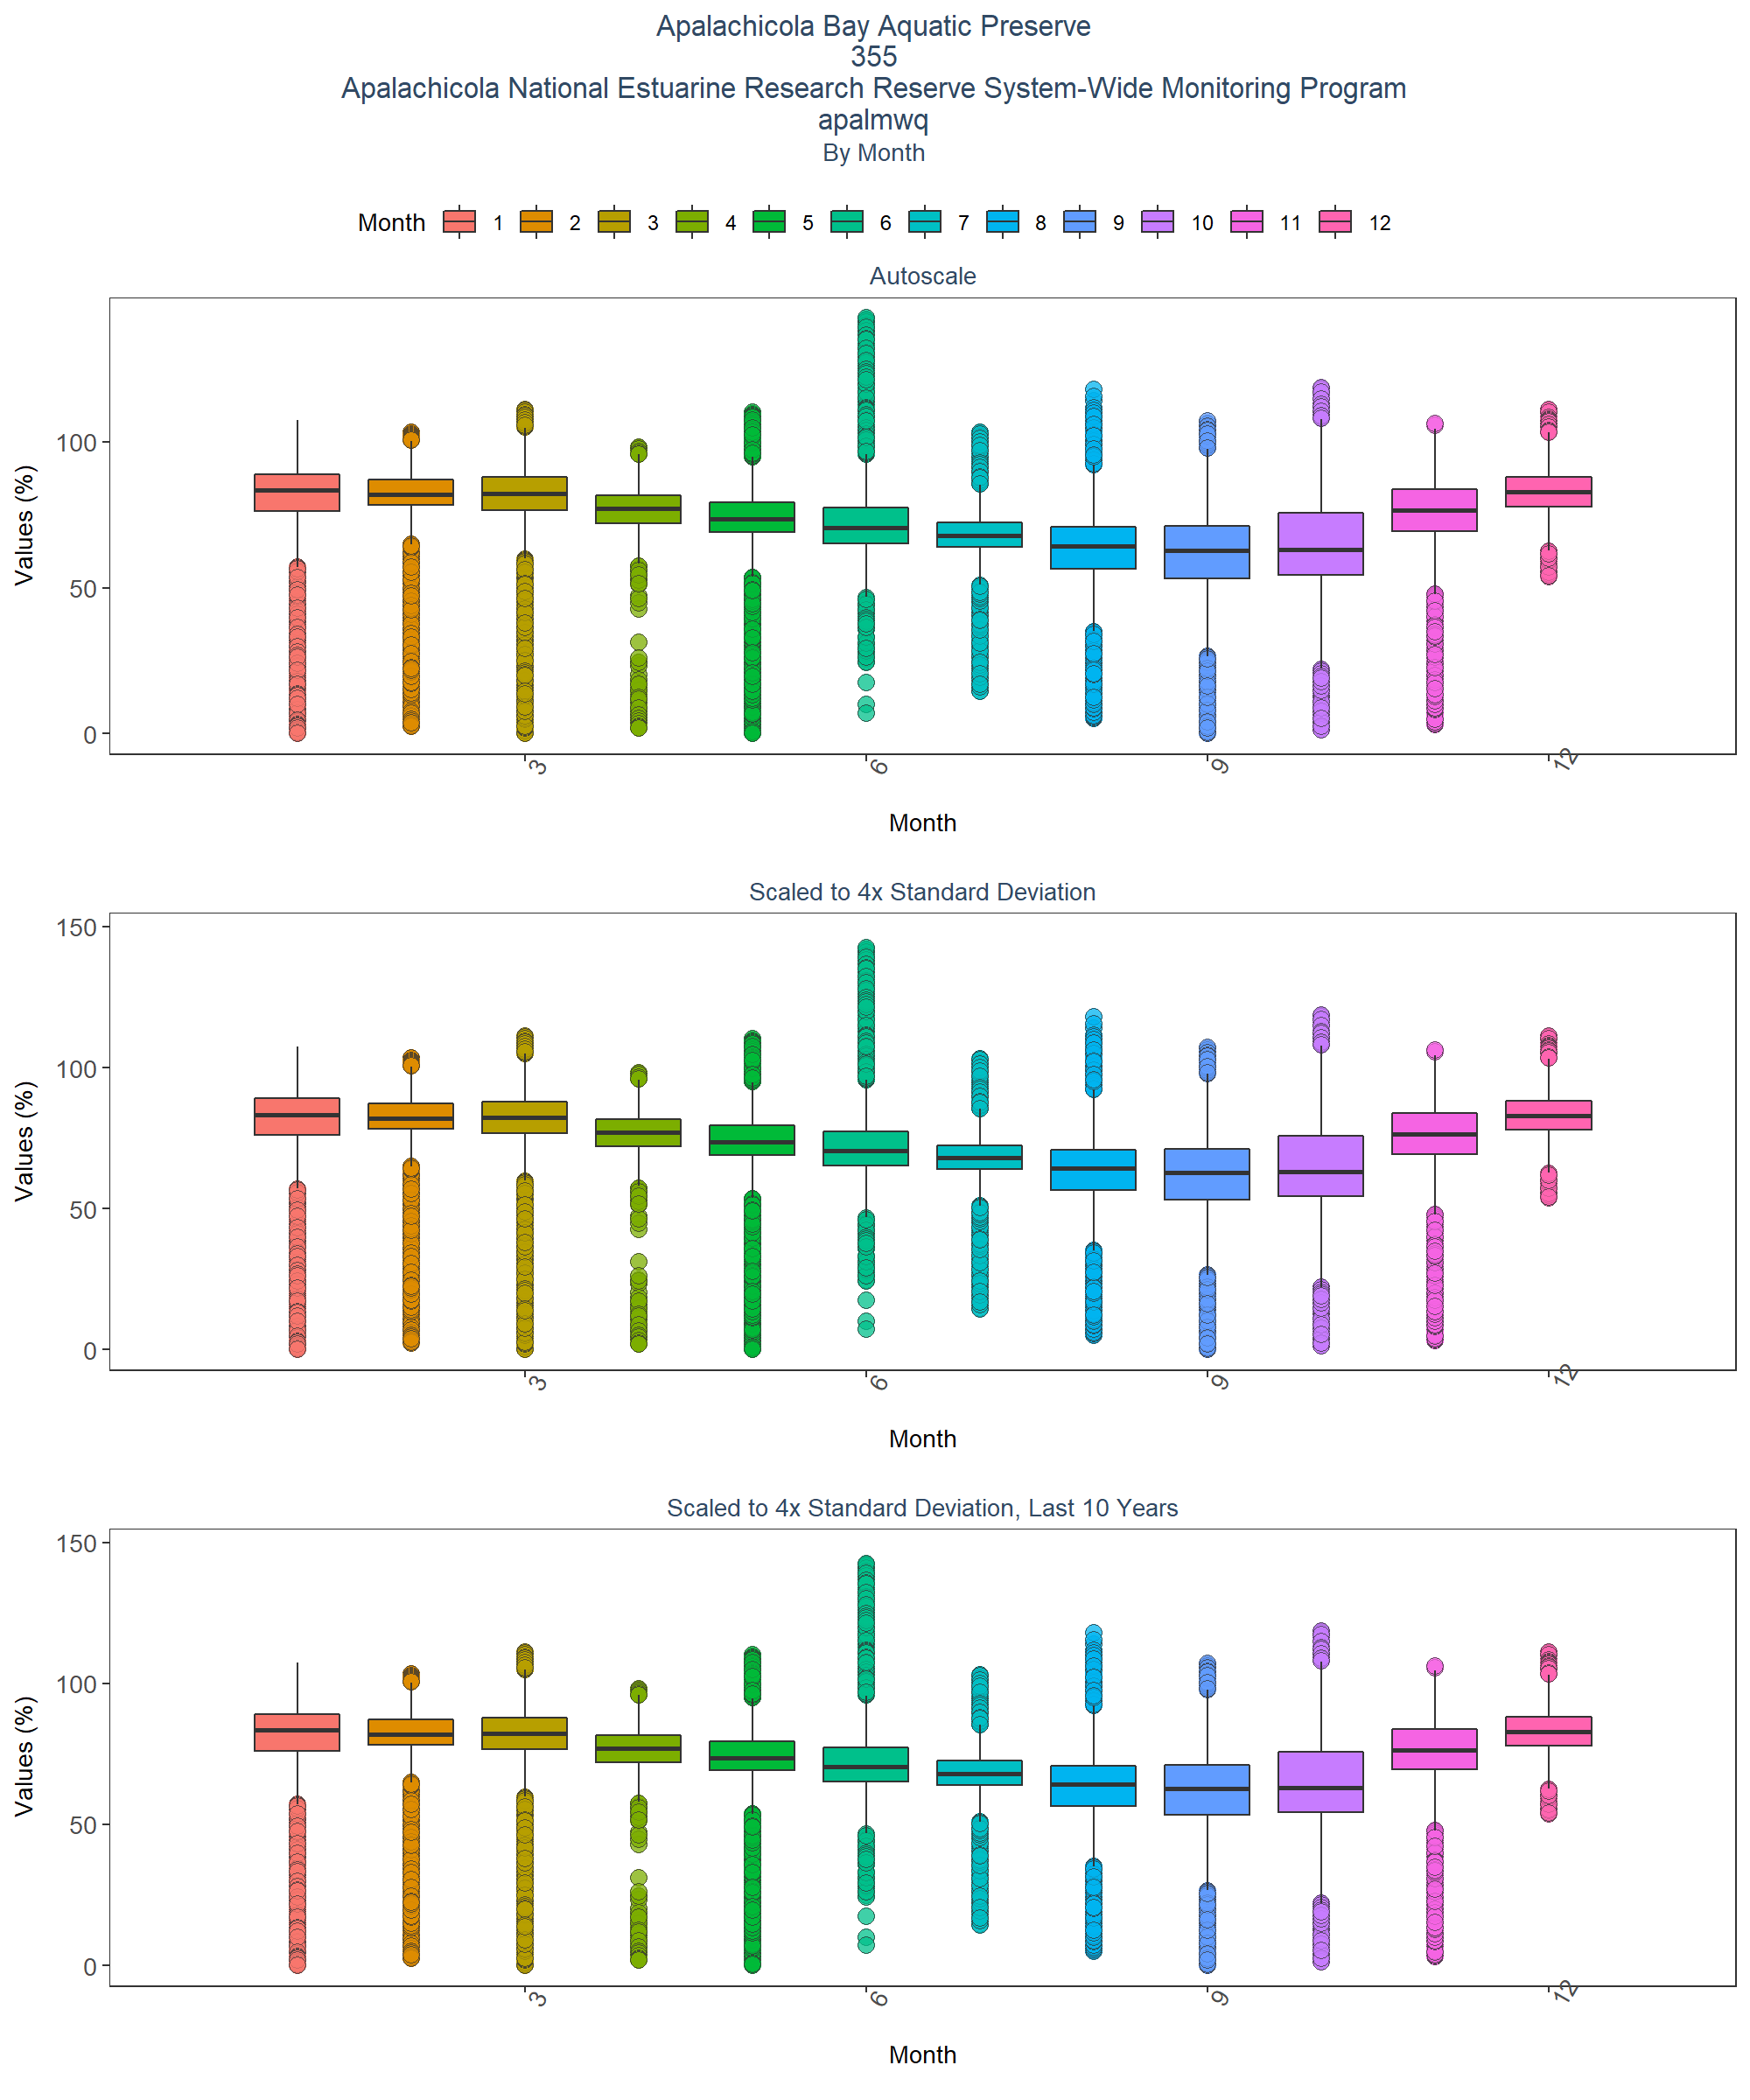 Apalachicola Bay Aquatic Preserve
355
Apalachicola National Estuarine Research Reserve System-Wide Monitoring Program
apalmwq
By Month
Month 1 2 3 4 5 6 7 8 9 10 11 12
Autoscale
Values (%)
100
50
0
3 6 9 12
Month
Scaled to 4x Standard Deviation
Values (%)
150
100
50
0
3 6 9 12
Month
Scaled to 4x Standard Deviation, Last 10 Years
Values (%)
150
100
50
0
3 6 9 12
Month